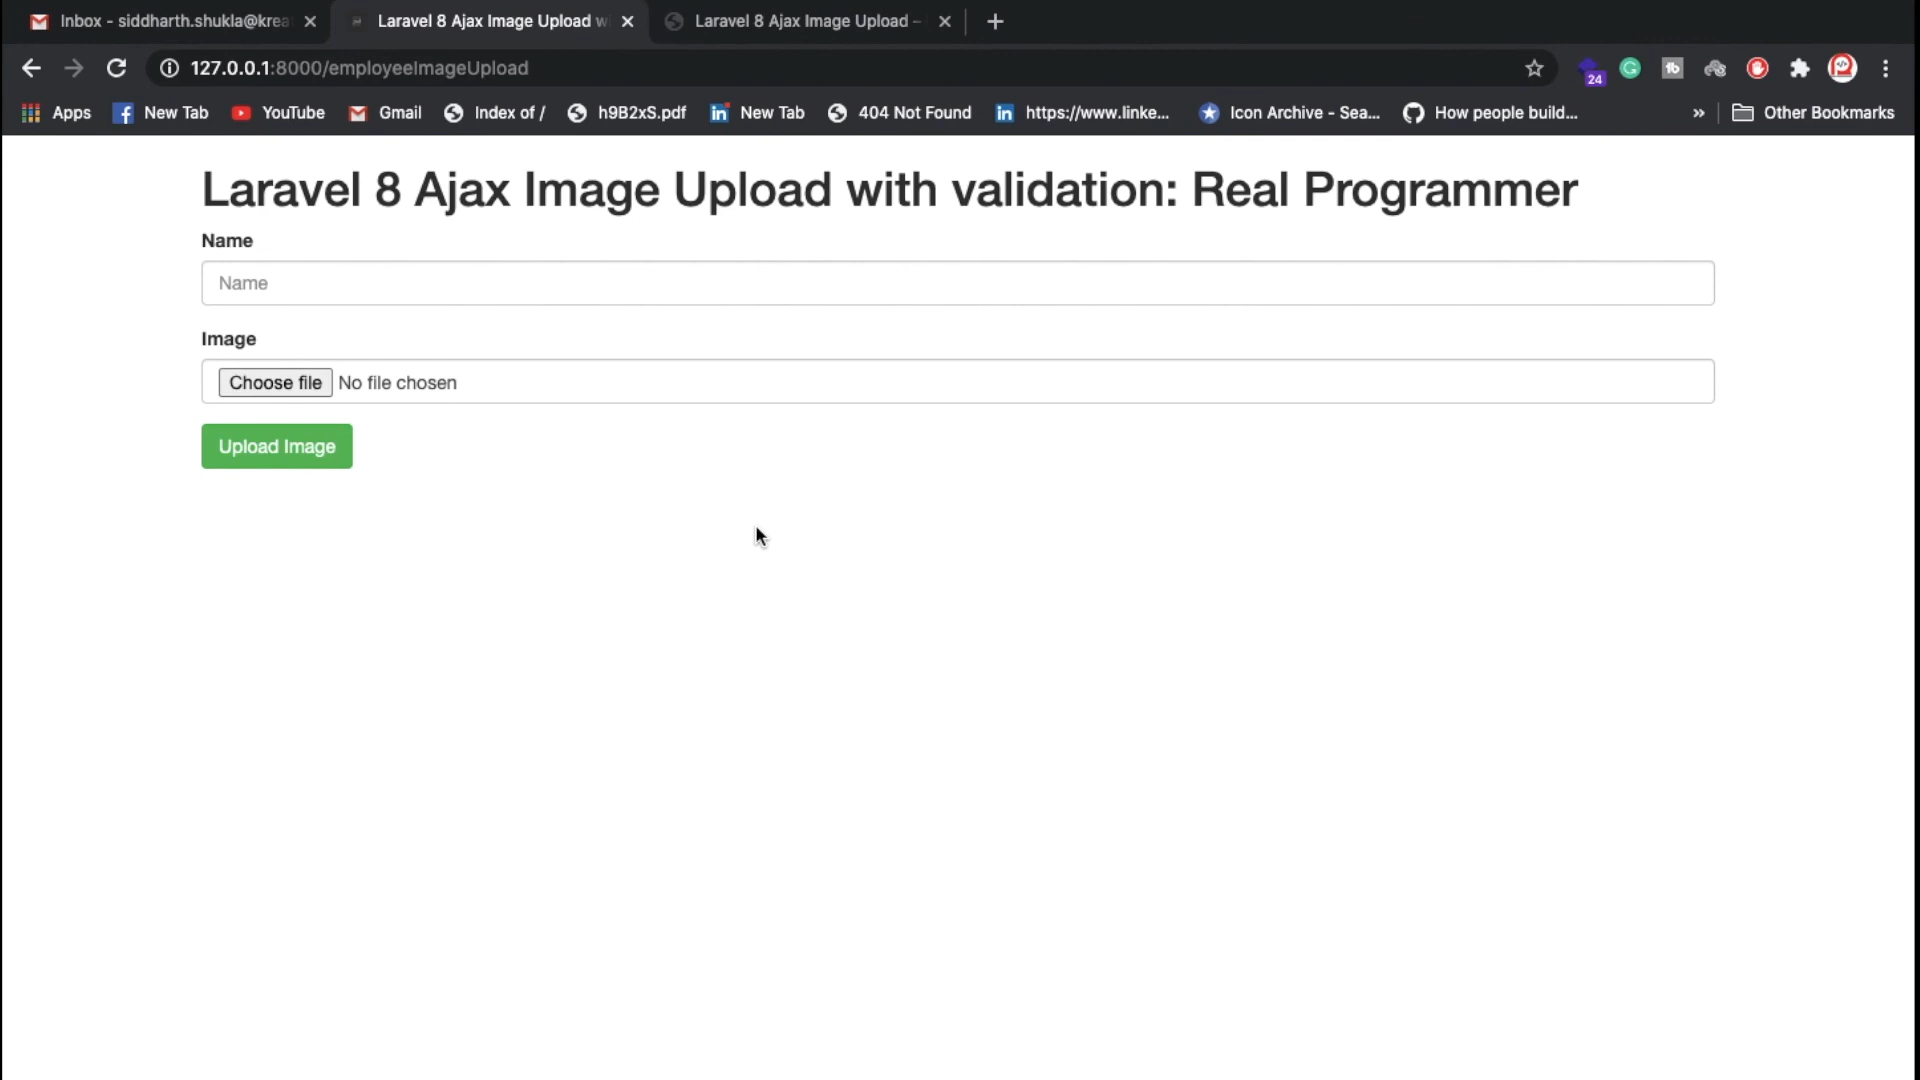 Inbox - siddharth.shukla@krea
Laravel 8 Ajax Image Upload w
Laravel 8 Ajax Image Upload –
127.0.0.1:8000/employeeImageUpload
24
Apps
New Tab
YouTube
Gmail
Index of /
h9B2xS.pdf
New Tab
404 Not Found
https://www.linke...
Icon Archive - Sea...
How people build...
»
Other Bookmarks
Laravel 8 Ajax Image Upload with validation: Real Programmer
Name
Name
Image
Choose file No file chosen
Upload Image